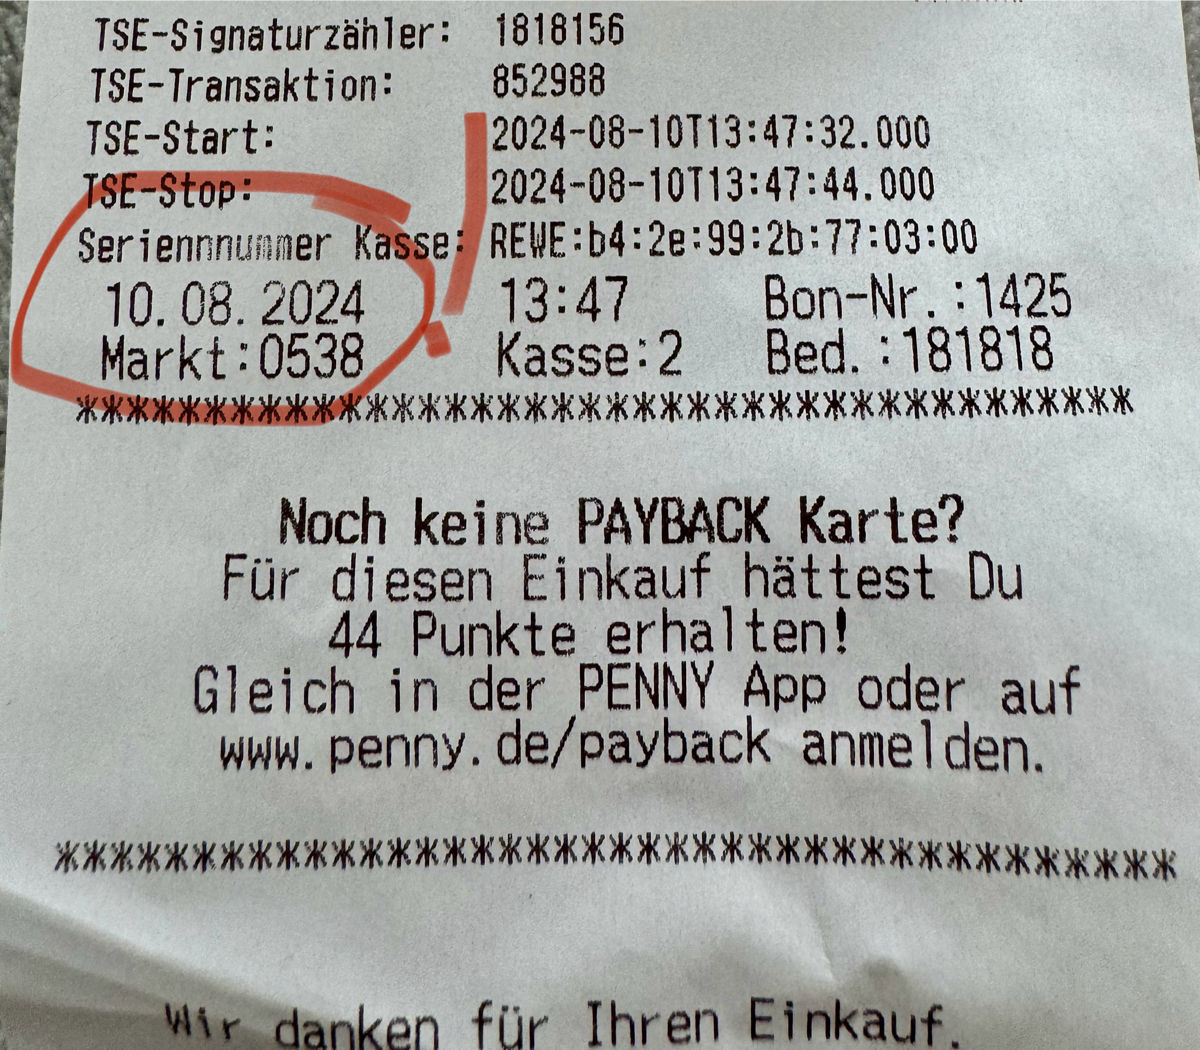 TSE-Signaturzähler: 1818156
TSE-Transaktion: 852988
TSE-Start: 2024-08-10T13:47:32.000
TSE-Stop: 2024-08-10T13:47:44.000
Seriennnummer Kasse: REWE:b4:2e:99:2b:77:03:00
10.08.2024 13:47 Bon-Nr.:1425
Markt:0538 Kasse:2 Bed.:181818
****************************************
Noch keine PAYBACK Karte?
Für diesen Einkauf hättest Du
44 Punkte erhalten!
Gleich in der PENNY App oder auf
www.penny.de/payback anmelden.
****************************************
Wir danken für Ihren Einkauf.